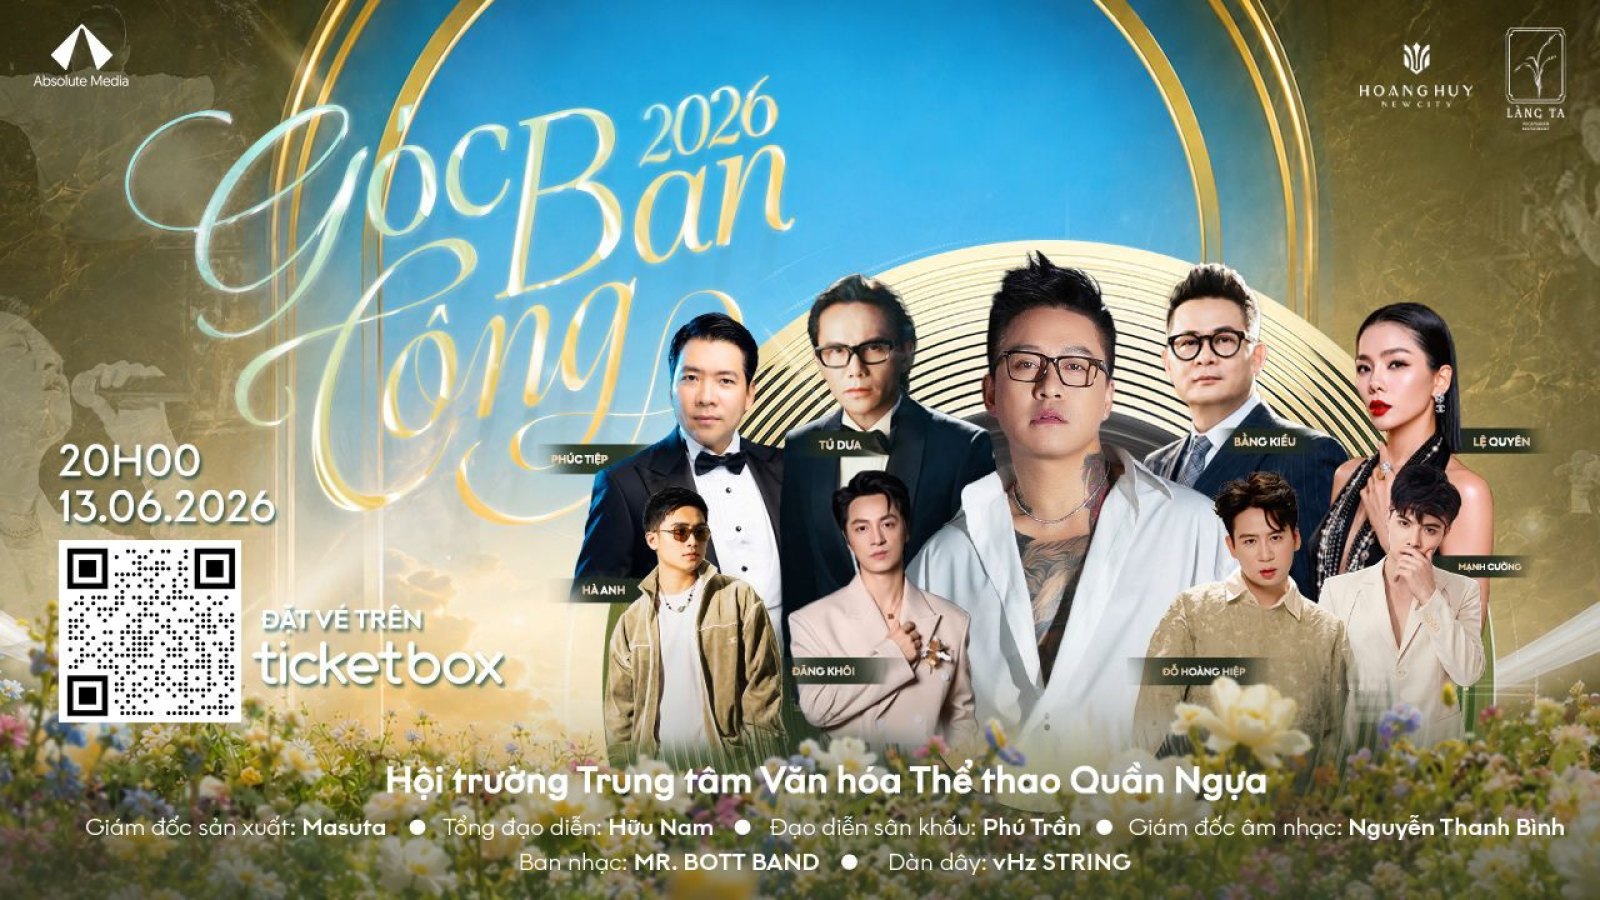 Absolute Media
HOANG HUY
NEW CITY
LÀNG TA
Góc Ban Công
2026
PHÚC TIỆP
TÚ DƯA
BẰNG KIỀU
LỆ QUYÊN
HÀ ANH
ĐĂNG KHÔI
ĐỖ HOÀNG HIỆP
MẠNH CƯỜNG
20H00
13.06.2026
ĐẶT VÉ TRÊN
ticketbox
Hội trường Trung tâm Văn hóa Thể thao Quần Ngựa
Giám đốc sản xuất: Masuta ● Tổng đạo diễn: Hữu Nam ● Đạo diễn sân khấu: Phú Trần ● Giám đốc âm nhạc: Nguyễn Thanh Bình
Ban nhạc: MR. BOTT BAND ● Dàn dây: vHz STRING